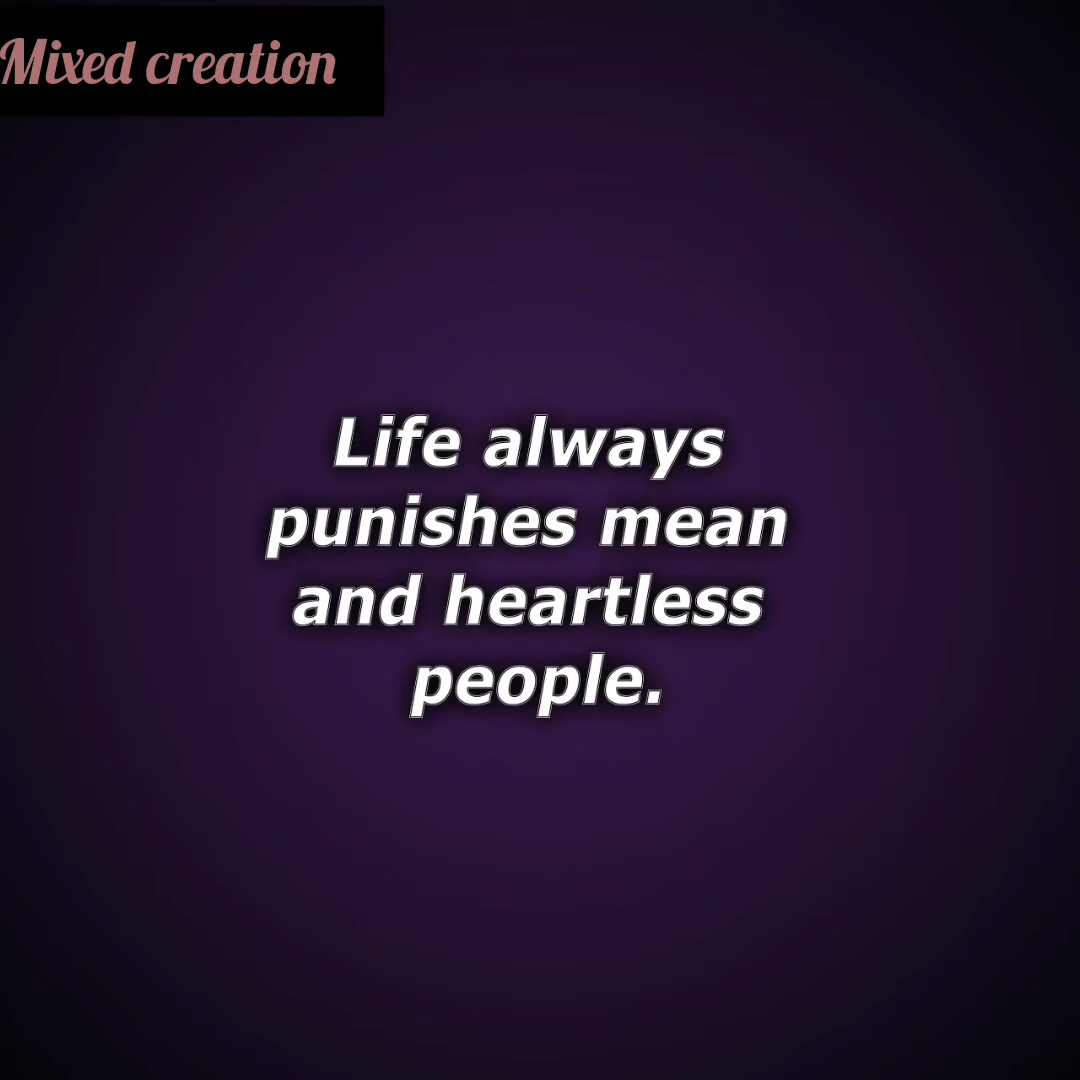 Mixed creation
Life always
punishes mean
and heartless
people.